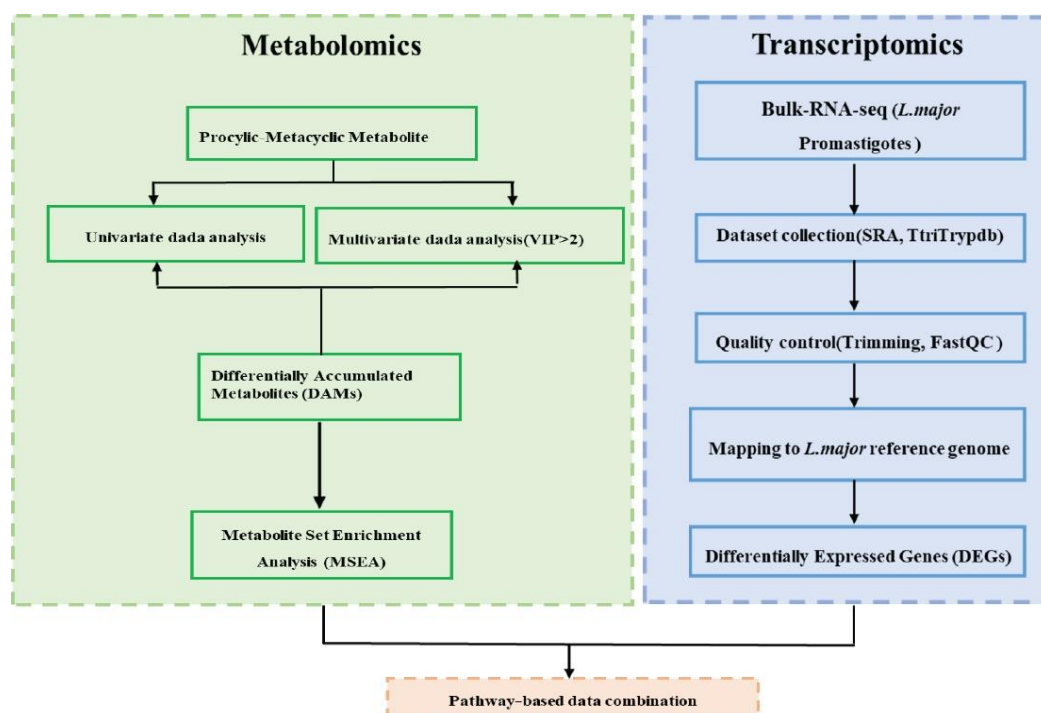 Metabolomics
Procylic-Metacyclic Metabolite
Univariate dada analysis
Multivariate dada analysis(VIP>2)
Differentially Accumulated
Metabolites (DAMs)
Metabolite Set Enrichment
Analysis (MSEA)
Transcriptomics
Bulk-RNA-seq (L.major
Promastigotes )
Dataset collection(SRA, TtriTrypdb)
Quality control(Trimming, FastQC )
Mapping to L.major reference genome
Differentially Expressed Genes (DEGs)
Pathway-based data combination